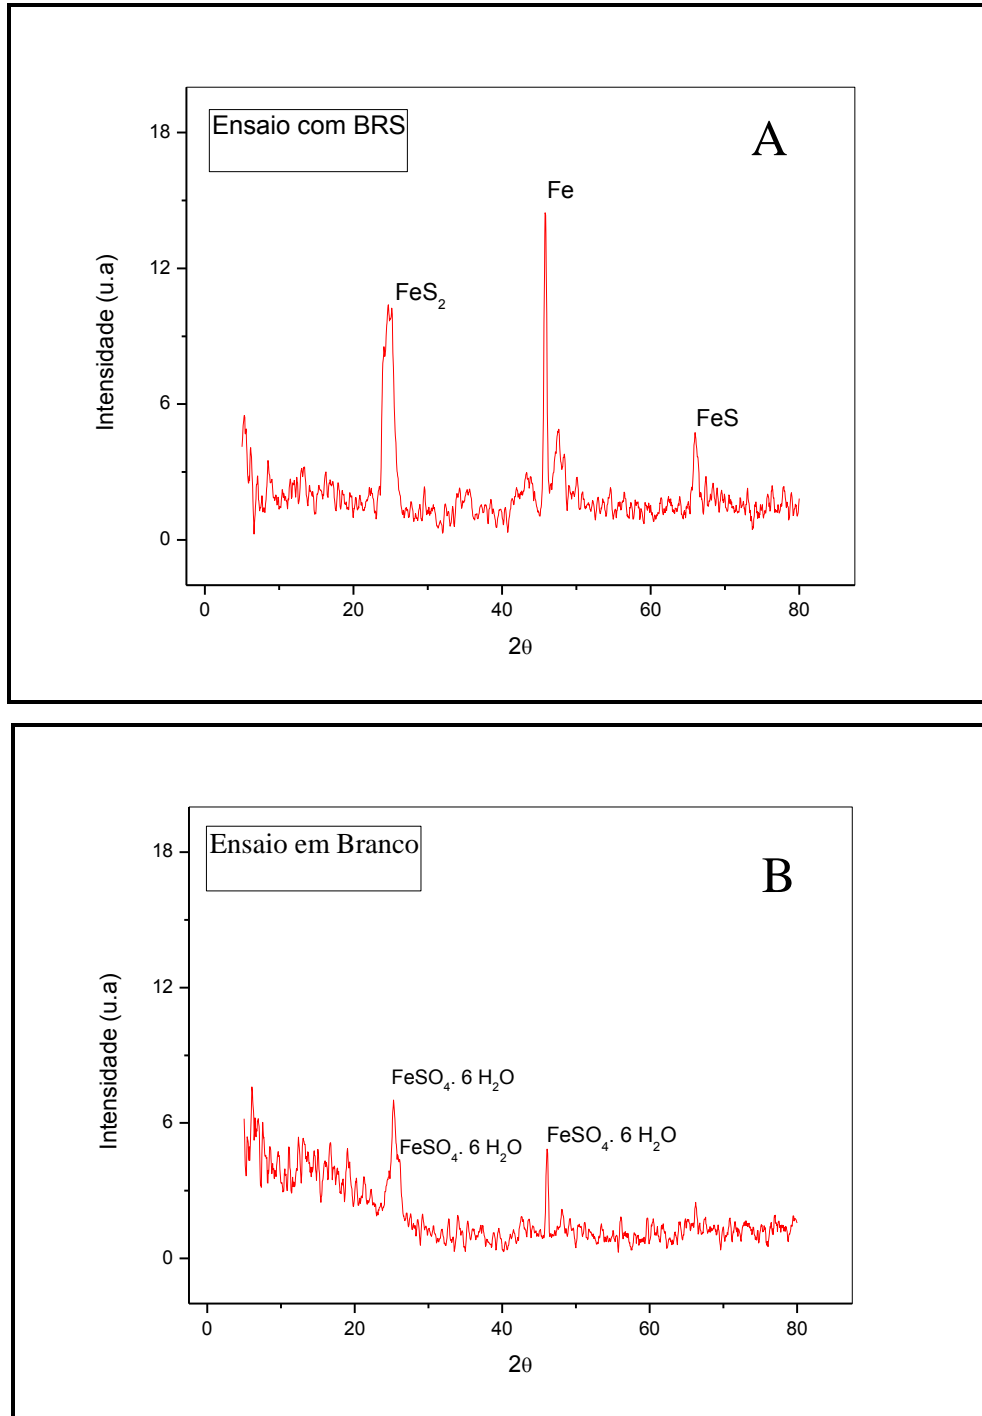 Ensaio com BRS
A
18
12
6
0
Intensidade (u.a)
FeS₂
Fe
FeS
0 20 40 60 80
2θ
Ensaio em Branco
B
18
12
6
0
Intensidade (u.a)
FeSO₄. 6 H₂O
FeSO₄. 6 H₂O
FeSO₄. 6 H₂O
0 20 40 60 80
2θ